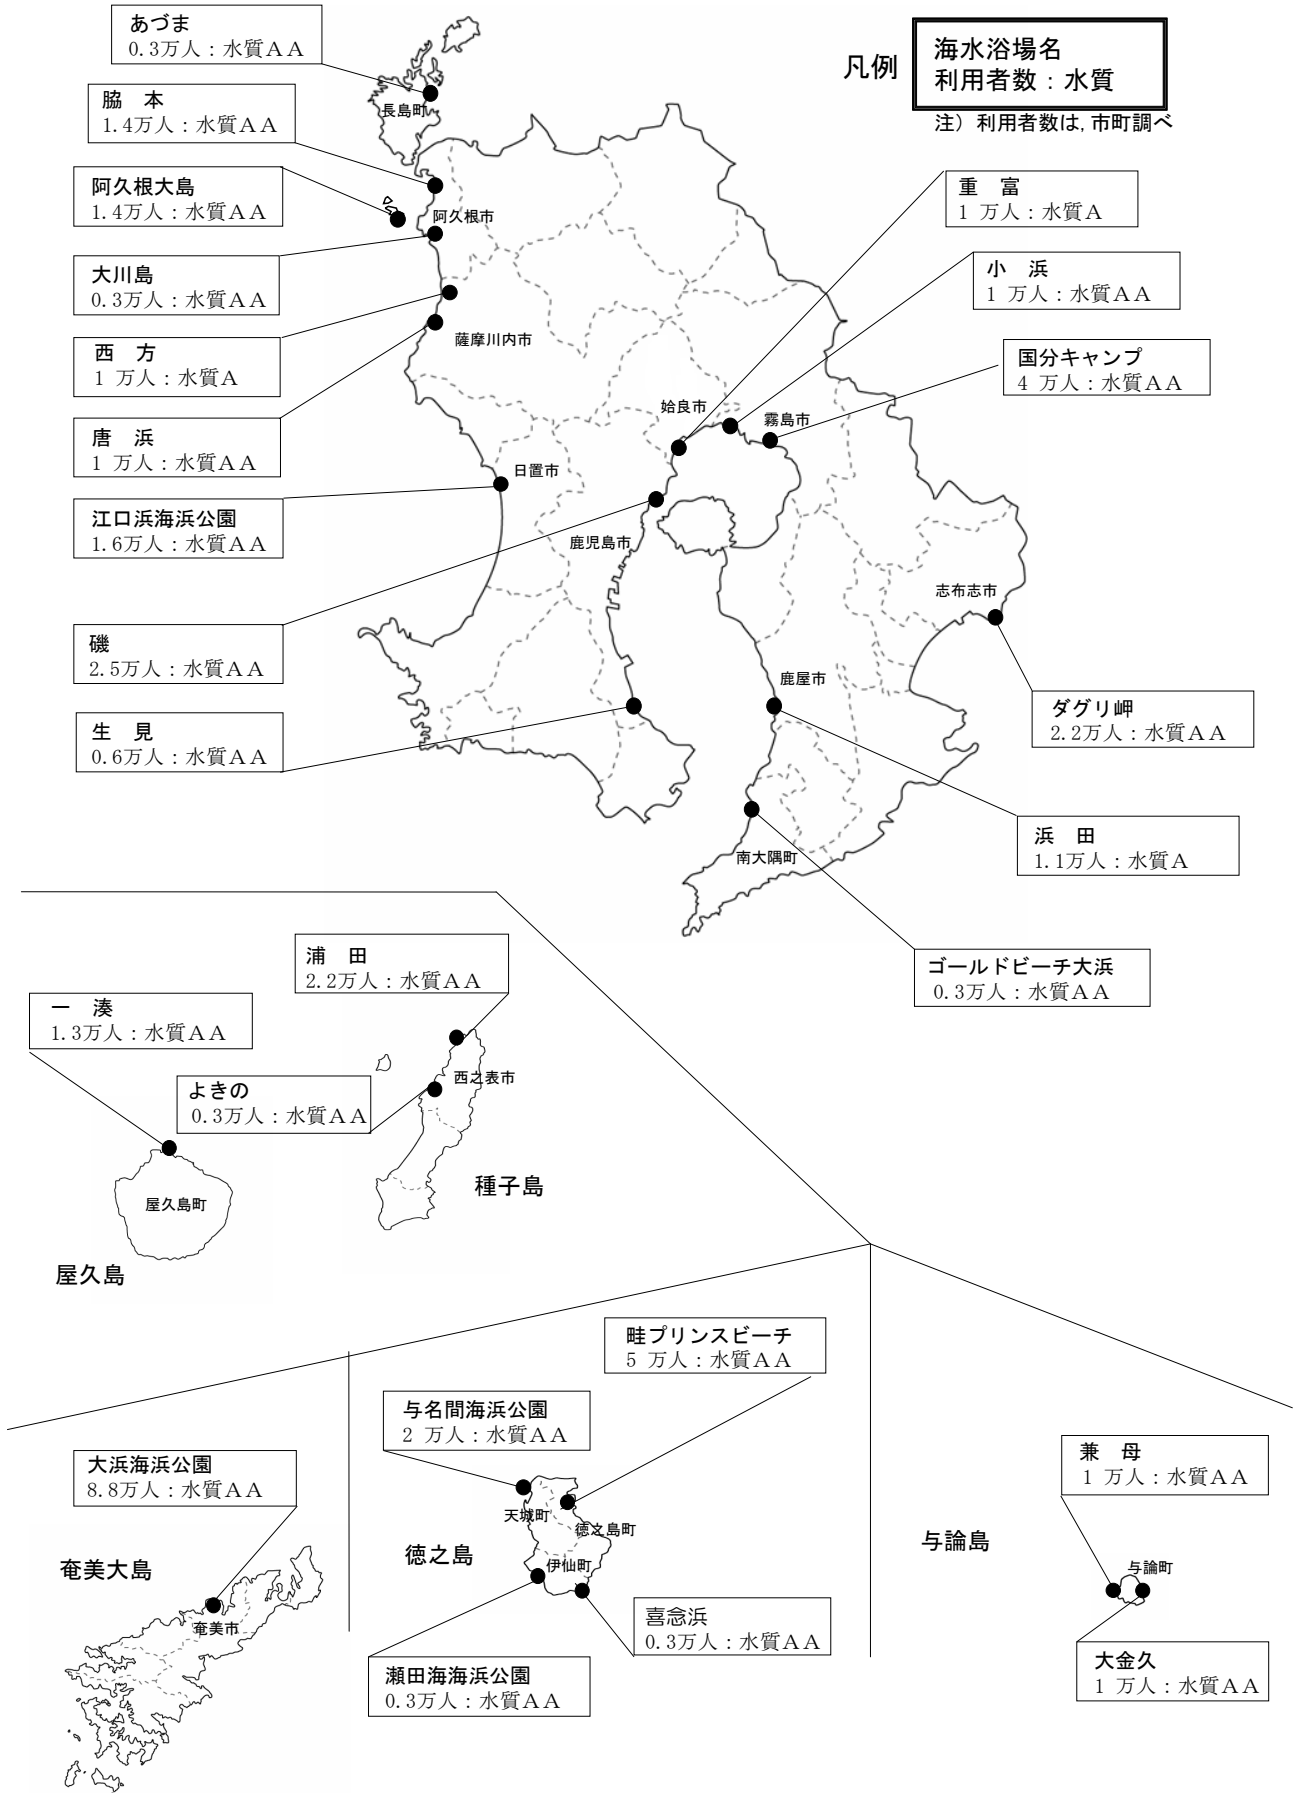 あづま
0.3万人：水質ＡＡ
脇　本
1.4万人：水質ＡＡ
阿久根大島
1.4万人：水質ＡＡ
大川島
0.3万人：水質ＡＡ
西　方
1 万人：水質Ａ
唐　浜
1 万人：水質ＡＡ
江口浜海浜公園
1.6万人：水質ＡＡ
磯
2.5万人：水質ＡＡ
生　見
0.6万人：水質ＡＡ
凡例
海水浴場名
利用者数：水質
注）利用者数は,市町調べ
重　富
1 万人：水質Ａ
小　浜
1 万人：水質ＡＡ
国分キャンプ
4 万人：水質ＡＡ
ダグリ岬
2.2万人：水質ＡＡ
浜　田
1.1万人：水質Ａ
ゴールドビーチ大浜
0.3万人：水質ＡＡ
長島町
阿久根市
薩摩川内市
姶良市
霧島市
日置市
鹿児島市
志布志市
鹿屋市
南大隅町
浦　田
2.2万人：水質ＡＡ
一　湊
1.3万人：水質ＡＡ
よきの
0.3万人：水質ＡＡ
西之表市
種子島
屋久島町
屋久島
畦プリンスビーチ
5 万人：水質ＡＡ
与名間海浜公園
2 万人：水質ＡＡ
大浜海浜公園
8.8万人：水質ＡＡ
奄美大島
奄美市
天城町
徳之島町
徳之島
伊仙町
喜念浜
0.3万人：水質ＡＡ
瀬田海海浜公園
0.3万人：水質ＡＡ
兼　母
1 万人：水質ＡＡ
与論島
与論町
大金久
1 万人：水質ＡＡ